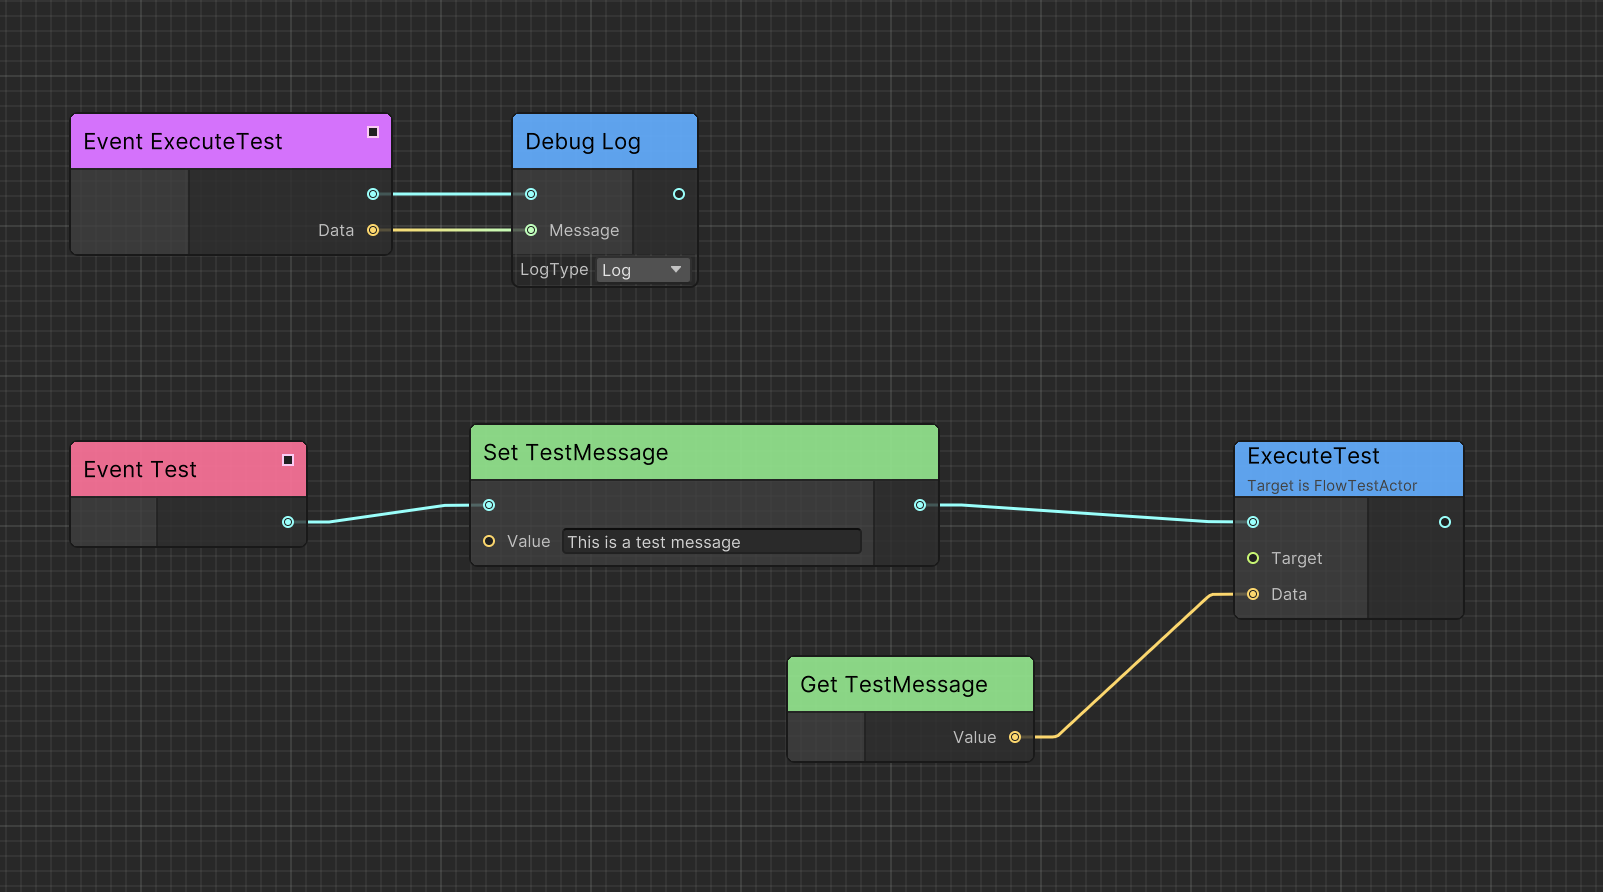 Event ExecuteTest
Data
Debug Log
Message
LogType Log
Event Test
Set TestMessage
Value This is a test message
ExecuteTest
Target is FlowTestActor
Target
Data
Get TestMessage
Value